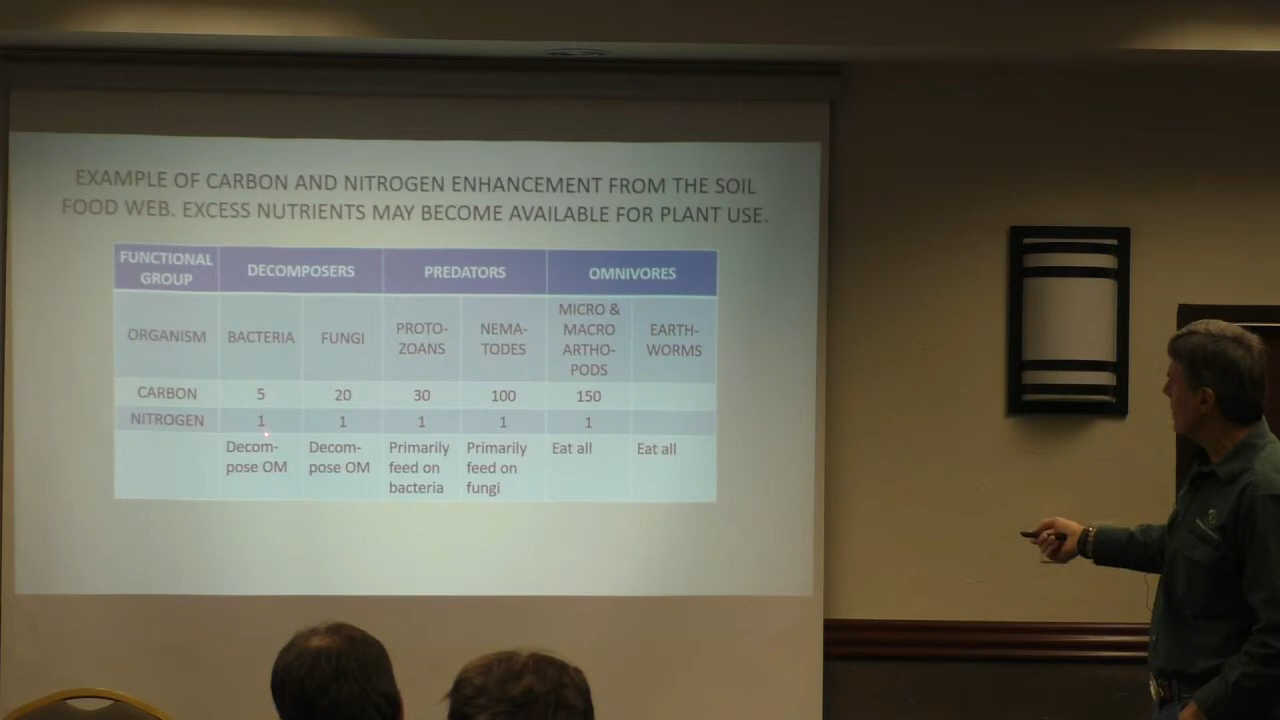 EXAMPLE OF CARBON AND NITROGEN ENHANCEMENT FROM THE SOIL
FOOD WEB. EXCESS NUTRIENTS MAY BECOME AVAILABLE FOR PLANT USE.
FUNCTIONAL GROUP DECOMPOSERS PREDATORS OMNIVORES
ORGANISM BACTERIA FUNGI PROTO-ZOANS NEMA-TODES MICRO & MACRO ARTHO-PODS EARTH-WORMS
CARBON 5 20 30 100 150
NITROGEN 1 1 1 1 1
Decom-pose OM Decom-pose OM Primarily feed on bacteria Primarily feed on fungi Eat all Eat all